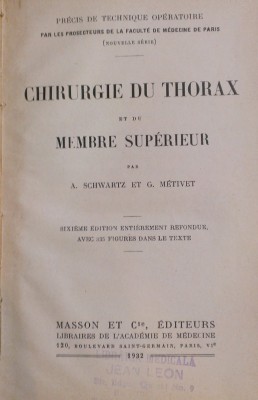 PRÉCIS DE TECHNIQUE OPÉRATOIRE
PAR LES PROSECTEURS DE LA FACULTÉ DE MÉDECINE DE PARIS
(NOUVELLE SÉRIE)
CHIRURGIE DU THORAX
ET DU
MEMBRE SUPÉRIEUR
PAR
A. SCHWARTZ ET G. MÉTIVET
SIXIÈME ÉDITION ENTIÈREMENT REFONDUE,
AVEC FIGURES DANS LE TEXTE
MASSON ET Cie, ÉDITEURS
LIBRAIRES DE L'ACADÉMIE DE MÉDECINE
120, BOULEVARD SAINT-GERMAIN, PARIS, VIe
1932
JEAN LEON